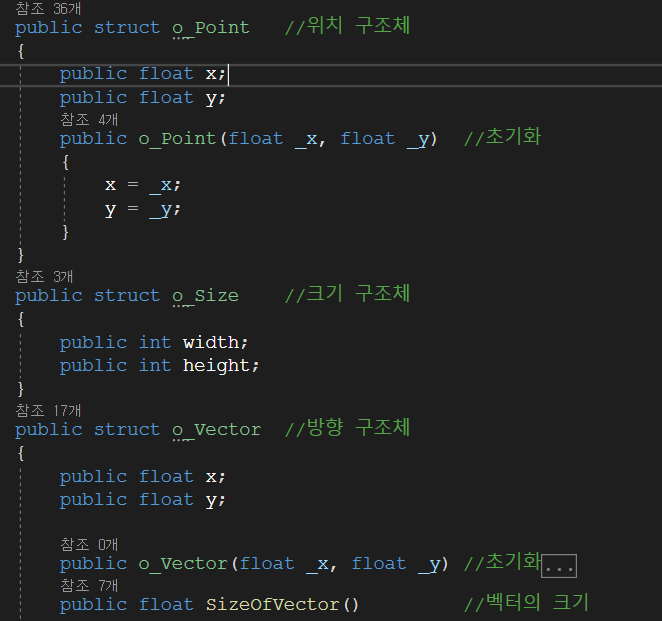 참조 36개
public struct o_Point //위치 구조체
{
public float x;
public float y;
참조 4개
public o_Point(float _x, float _y) //초기화
{
x = _x;
y = _y;
}
}
참조 3개
public struct o_Size //크기 구조체
{
public int width;
public int height;
}
참조 17개
public struct o_Vector //방향 구조체
{
public float x;
public float y;
참조 0개
public o_Vector(float _x, float _y) //초기화...
참조 7개
public float SizeOfVector() //벡터의 크기